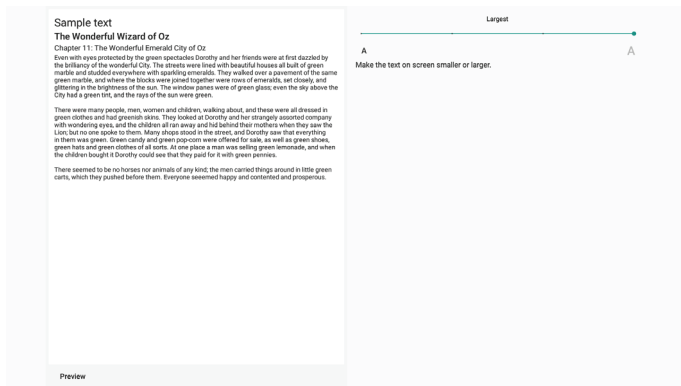 Sample text
The Wonderful Wizard of Oz
Chapter 11: The Wonderful Emerald City of Oz
Even with eyes protected by the green spectacles Dorothy and her friends were at first dazzled by
the brilliancy of the wonderful City. The streets were lined with beautiful houses all built of green
marble and studded everywhere with sparkling emeralds. They walked over a pavement of the same
green marble, and where the blocks were joined together were rows of emeralds, set closely, and
glittering in the brightness of the sun. The window panes were of green glass; even the sky above the
City had a green tint, and the rays of the sun were green.
There were many people, men, women and children, walking about, and these were all dressed in
green clothes and had greenish skins. They looked at Dorothy and her strangely assorted company
with wondering eyes, and the children all ran away and hid behind their mothers when they saw the
Lion; but no one spoke to them. Many shops stood in the street, and Dorothy saw that everything
in them was green. Green candy and green pop-corn were offered for sale, as well as green shoes,
green hats and green clothes of all sorts. At one place a man was selling green lemonade, and when
the children bought it Dorothy could see that they paid for it with green pennies.
There seemed to be no horses nor animals of any kind; the men carried things around in little green
carts, which they pushed before them. Everyone seeemed happy and contented and prosperous.
Preview
Largest
A A
Make the text on screen smaller or larger.